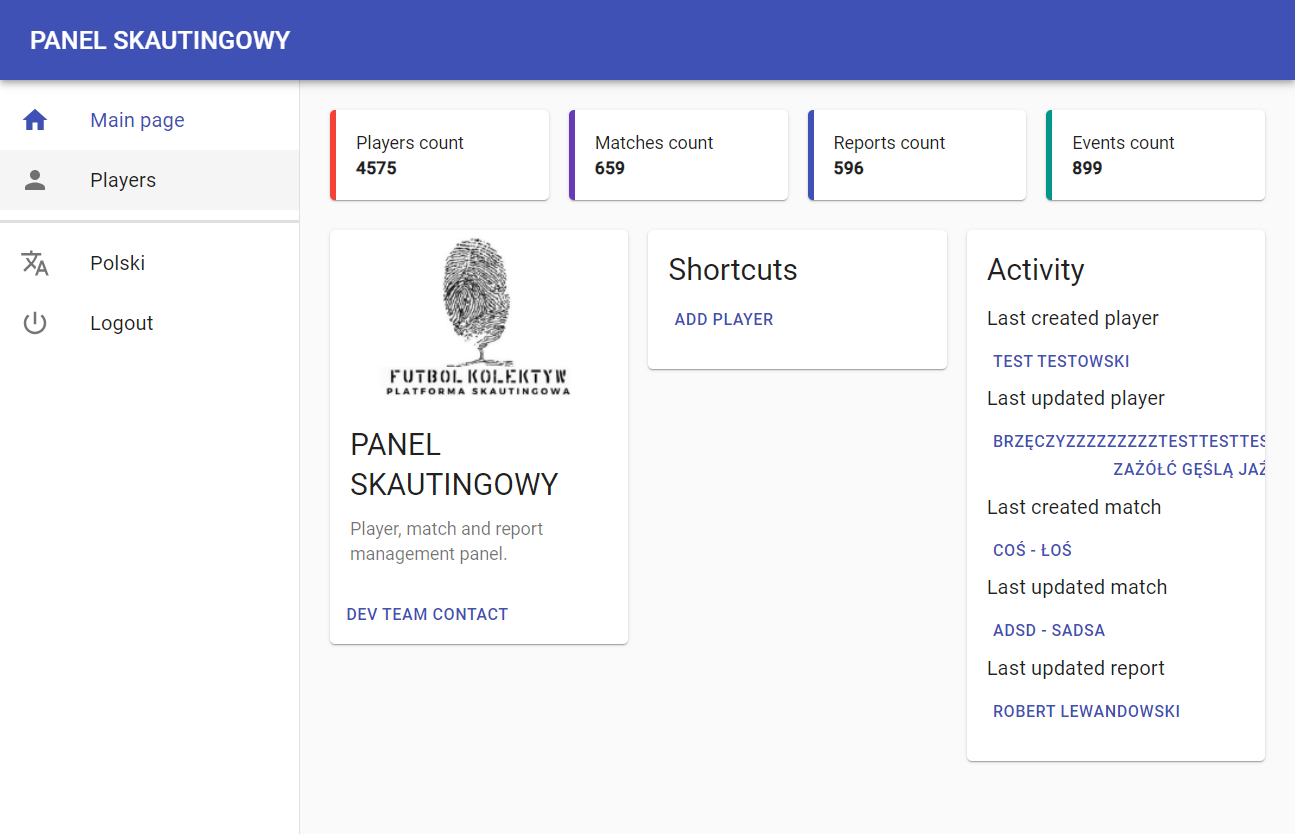 PANEL SKAUTINGOWY
Main page
Players
Polski
Logout
Players count
4575
Matches count
659
Reports count
596
Events count
899
FUTBOL KOLEKTYW
PLATFORMA SKAUTINGOWA
PANEL
SKAUTINGOWY
Player, match and report
management panel.
DEV TEAM CONTACT
Shortcuts
ADD PLAYER
Activity
Last created player
TEST TESTOWSKI
Last updated player
BRZĘCZYZZZZZZZZZTESTTESTTES
ZAŻÓŁĆ GĘŚLĄ JAŹ
Last created match
COŚ - ŁOŚ
Last updated match
ADSD - SADSA
Last updated report
ROBERT LEWANDOWSKI